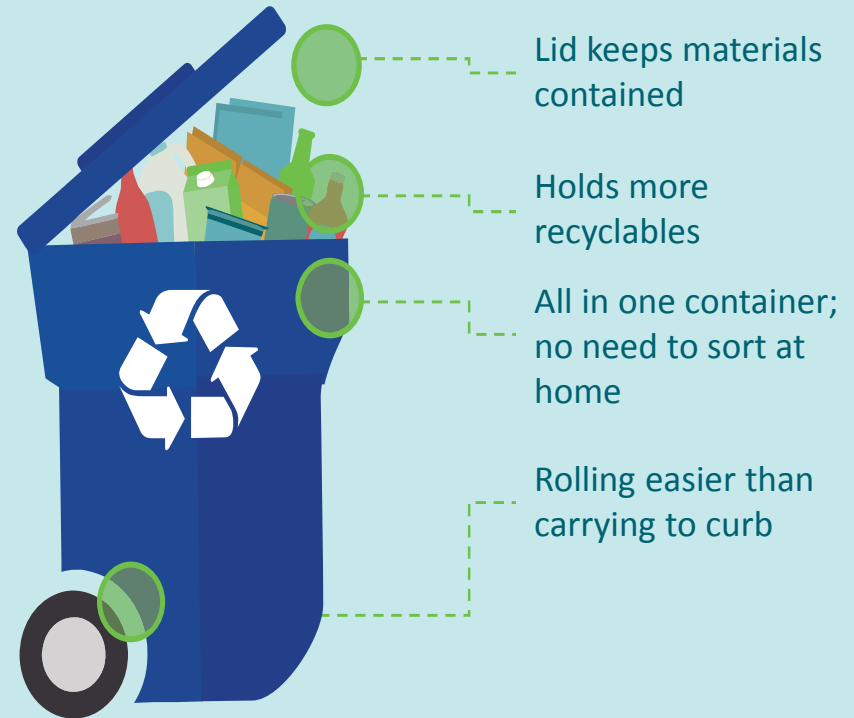 Lid keeps materials
contained
Holds more
recyclables
All in one container;
no need to sort at
home
Rolling easier than
carrying to curb